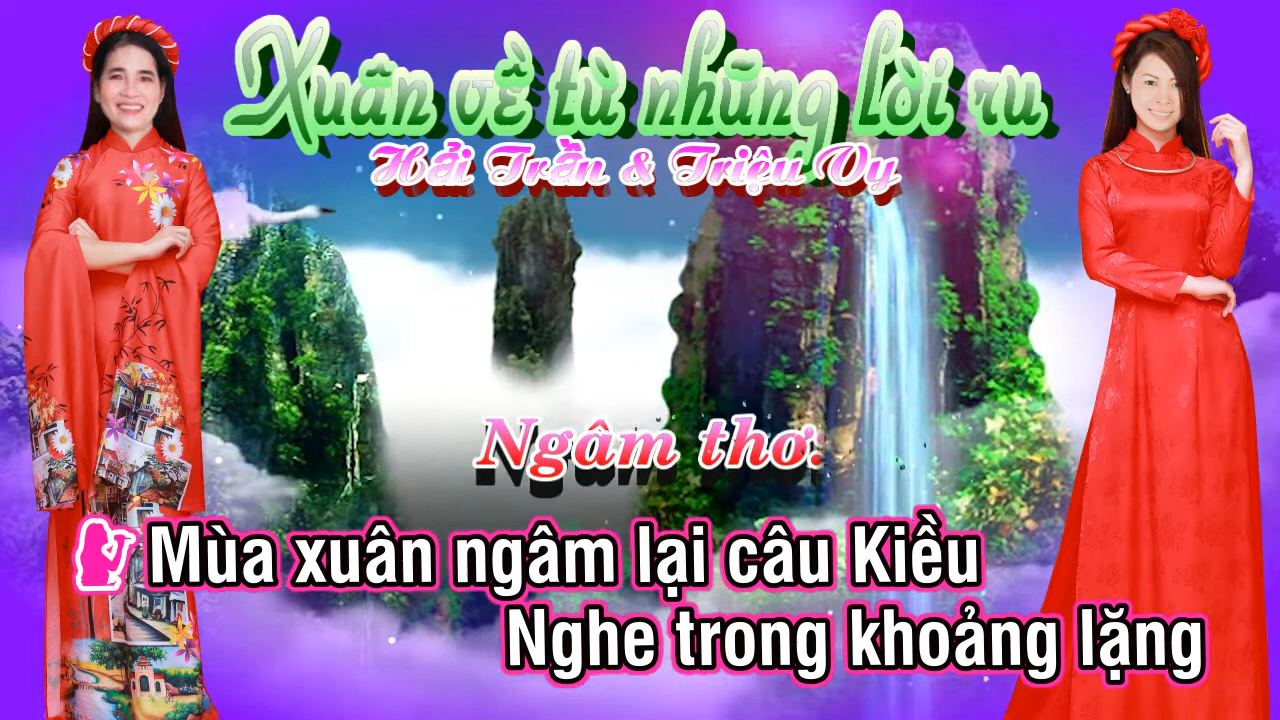 Xuân về từ những lời ru
Hải Trần & Triệu Vy
Ngâm thơ:
Mùa xuân ngâm lại câu Kiều
Nghe trong khoảng lặng